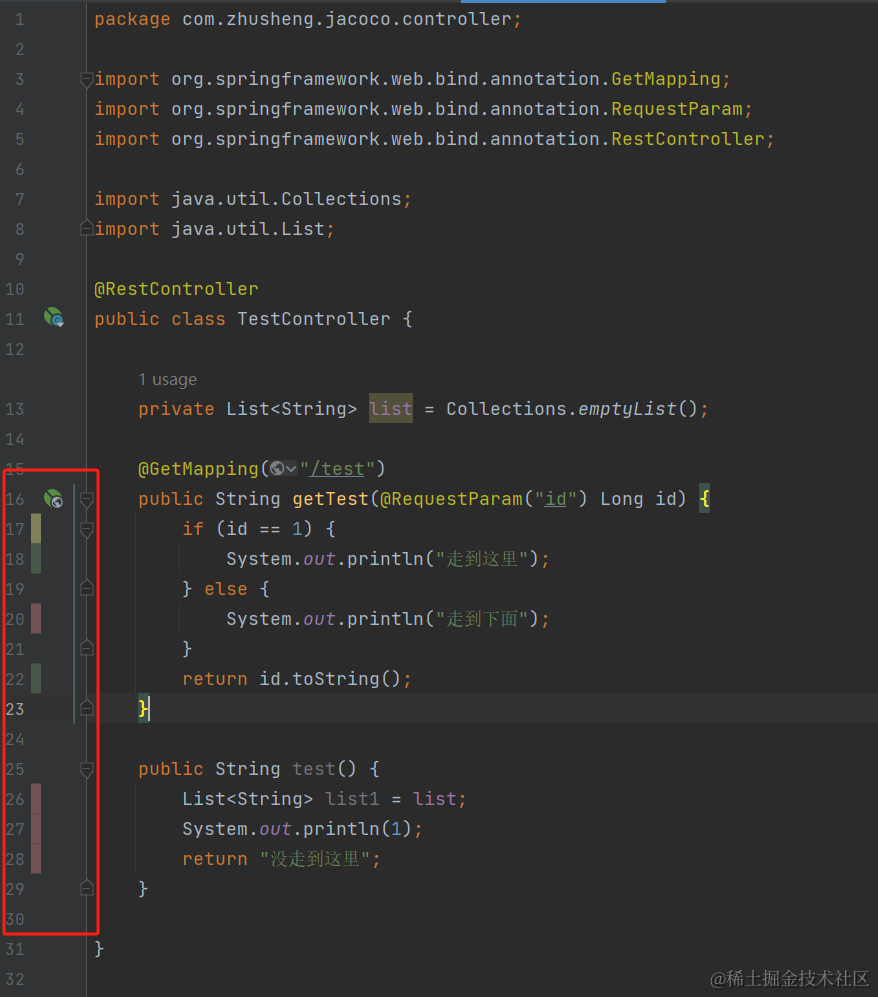 1 package com.zhusheng.jacoco.controller;
2
3 import org.springframework.web.bind.annotation.GetMapping;
4 import org.springframework.web.bind.annotation.RequestParam;
5 import org.springframework.web.bind.annotation.RestController;
6
7 import java.util.Collections;
8 import java.util.List;
9
10 @RestController
11 public class TestController {
12
1 usage
13 private List<String> list = Collections.emptyList();
14
15 @GetMapping("/test")
16 public String getTest(@RequestParam("id") Long id) {
17 if (id == 1) {
18 System.out.println("走到这里");
19 } else {
20 System.out.println("走到下面");
21 }
22 return id.toString();
23 }
24
25 public String test() {
26 List<String> list1 = list;
27 System.out.println(1);
28 return "没走到这里";
29 }
30
31 }
32
@稀土掘金技术社区